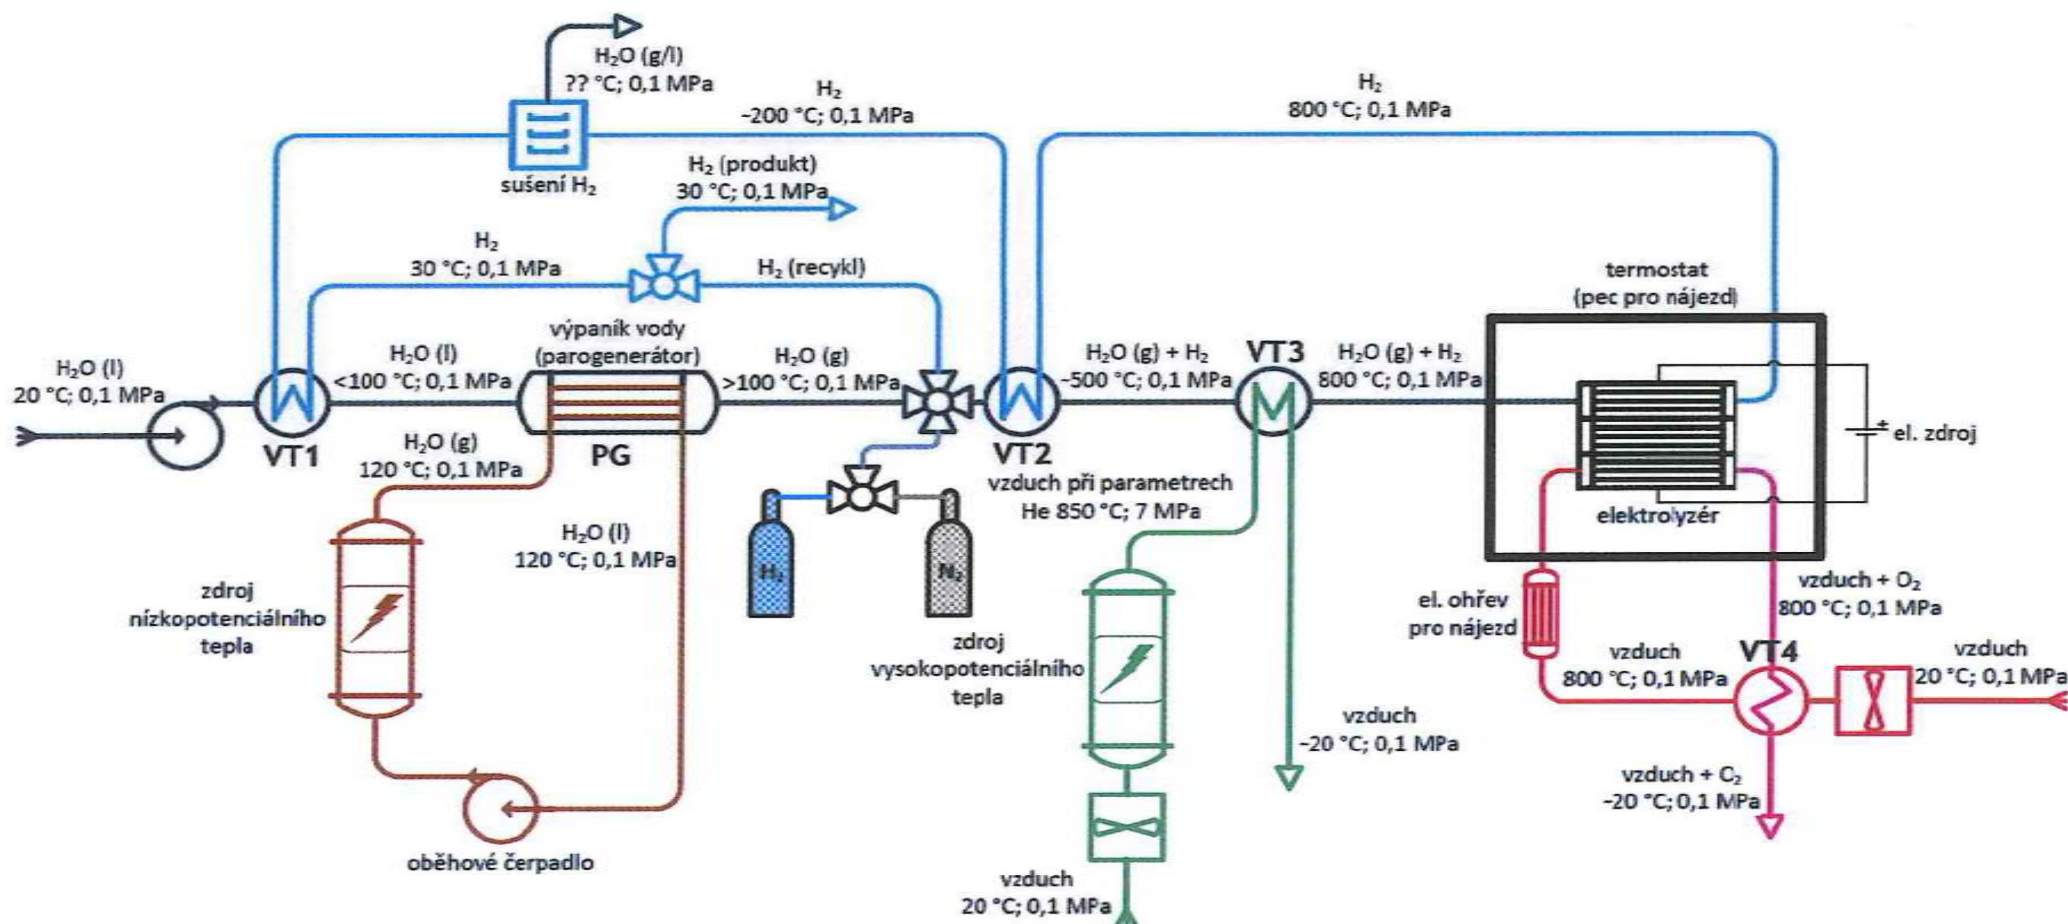 H₂O (g/l)
?? °C; 0,1 MPa
sušení H₂
H₂
~200 °C; 0,1 MPa
H₂
800 °C; 0,1 MPa
H₂ (produkt)
30 °C; 0,1 MPa
H₂
30 °C; 0,1 MPa
H₂ (recykl)
termostat
(pec pro nájezd)
výpaník vody
(parogenerátor)
H₂O (l)
20 °C; 0,1 MPa
VT1
H₂O (l)
<100 °C; 0,1 MPa
PG
H₂O (g)
>100 °C; 0,1 MPa
VT2
H₂O (g) + H₂
~500 °C; 0,1 MPa
VT3
H₂O (g) + H₂
800 °C; 0,1 MPa
+
el. zdroj
elektrolyzér
H₂O (g)
120 °C; 0,1 MPa
H₂O (l)
120 °C; 0,1 MPa
H₂
N₂
vzduch při parametrech
He 850 °C; 7 MPa
zdroj
nízkopotenciálního
tepla
zdroj
vysokopotenciálního
tepla
el. ohřev
pro nájezd
vzduch + O₂
800 °C; 0,1 MPa
vzduch
800 °C; 0,1 MPa
VT4
vzduch
20 °C; 0,1 MPa
vzduch
~20 °C; 0,1 MPa
vzduch + O₂
~20 °C; 0,1 MPa
oběhové čerpadlo
vzduch
20 °C; 0,1 MPa